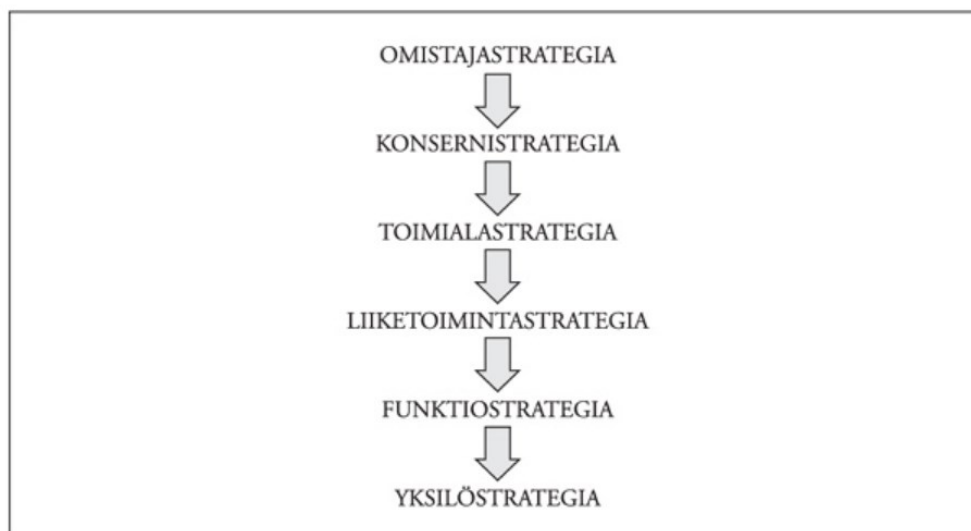 OMISTAJASTRATEGIA
KONSERNISTRATEGIA
TOIMIALASTRATEGIA
LIIKETOIMINTASTRATEGIA
FUNKTIOSTRATEGIA
YKSILÖSTRATEGIA